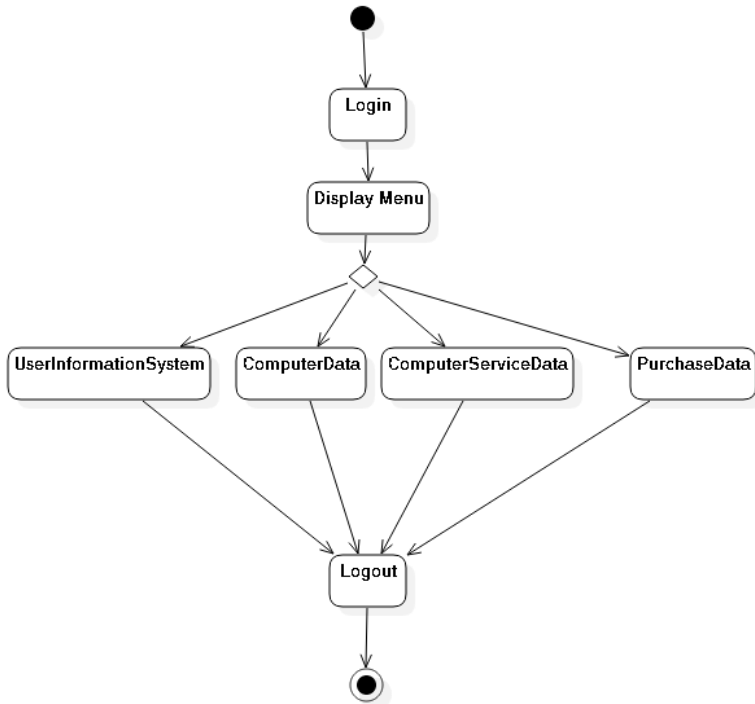 Login
Display Menu
UserInformationSystem
ComputerData
ComputerServiceData
PurchaseData
Logout